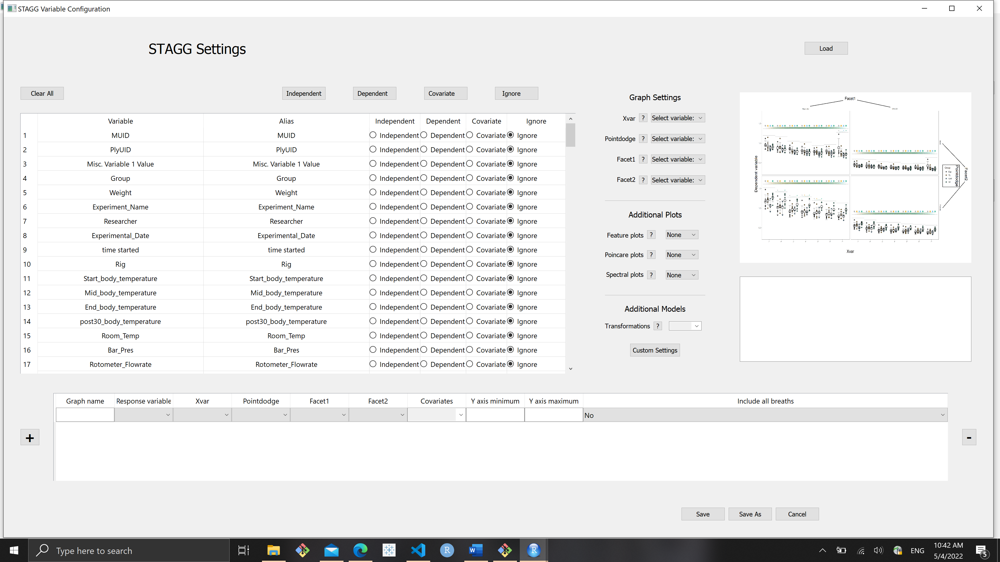 STAGG Variable Configuration
STAGG Settings
Load
Clear All
Independent
Dependent
Covariate
Ignore
Variable Alias Independent Dependent Covariate Ignore
1 MUID MUID Independent Dependent Covariate Ignore
2 PlyUID PlyUID Independent Dependent Covariate Ignore
3 Misc. Variable 1 Value Misc. Variable 1 Value Independent Dependent Covariate Ignore
4 Group Group Independent Dependent Covariate Ignore
5 Weight Weight Independent Dependent Covariate Ignore
6 Experiment_Name Experiment_Name Independent Dependent Covariate Ignore
7 Researcher Researcher Independent Dependent Covariate Ignore
8 Experimental_Date Experimental_Date Independent Dependent Covariate Ignore
9 time started time started Independent Dependent Covariate Ignore
10 Rig Rig Independent Dependent Covariate Ignore
11 Start_body_temperature Start_body_temperature Independent Dependent Covariate Ignore
12 Mid_body_temperature Mid_body_temperature Independent Dependent Covariate Ignore
13 End_body_temperature End_body_temperature Independent Dependent Covariate Ignore
14 post30_body_temperature post30_body_temperature Independent Dependent Covariate Ignore
15 Room_Temp Room_Temp Independent Dependent Covariate Ignore
16 Bar_Pres Bar_Pres Independent Dependent Covariate Ignore
17 Rotometer_Flowrate Rotometer_Flowrate Independent Dependent Covariate Ignore
Graph Settings
Xvar ? Select variable:
Pointdodge ? Select variable:
Facet1 ? Select variable:
Facet2 ? Select variable:
Additional Plots
Feature plots ? None
Poincare plots ? None
Spectral plots ? None
Additional Models
Transformations ?
Custom Settings
Facet1
Room Air
Dependent variable
Group
Pointdodge
Facet2
Xvar
Graph name Response variable Xvar Pointdodge Facet1 Facet2 Covariates Y axis minimum Y axis maximum Include all breaths
No
+
-
Save
Save As
Cancel
Type here to search
ENG
10:42 AM
5/4/2022
5